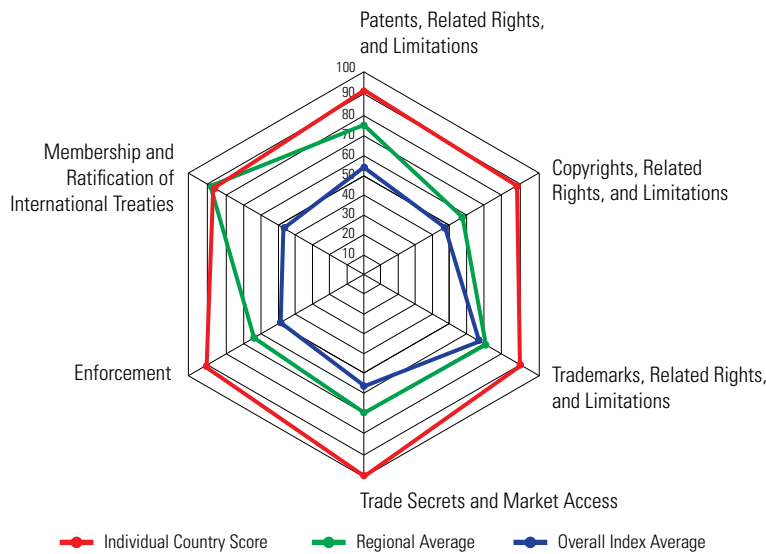 Patents, Related Rights,
and Limitations
100
90
80
70
60
50
40
30
20
10
Membership and
Ratification of
International Treaties
Copyrights, Related
Rights, and Limitations
Enforcement
Trademarks, Related Rights,
and Limitations
Trade Secrets and Market Access
Individual Country Score
Regional Average
Overall Index Average